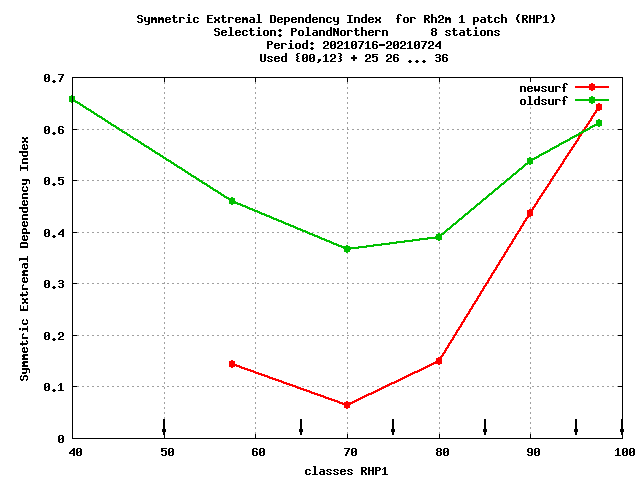 Symmetric Extremal Dependency Index  for Rh2m 1 patch (RHP1)
Selection: PolandNorthern      8 stations
Period: 20210716-20210724
Used {00,12} + 25 26 ... 36
newsurf
oldsurf
Symmetric Extremal Dependency Index
0.7
0.6
0.5
0.4
0.3
0.2
0.1
0
40 50 60 70 80 90 100
classes RHP1